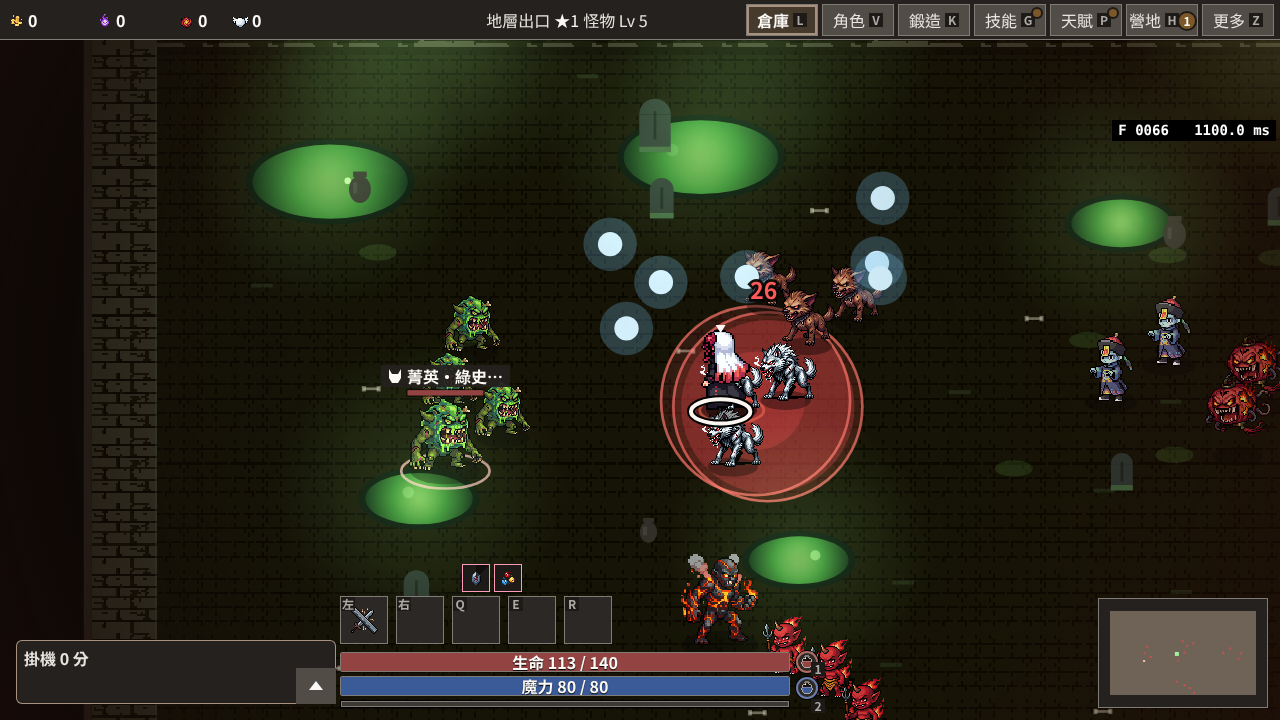 0 0 0 0 地層出口 ★1 怪物 Lv 5 倉庫 L 角色 V 鍛造 K 技能 G 天賦 P 營地 H 1 更多 Z
F 0066 1100.0 ms
26
菁英・綠史…
左 右 Q E R
掛機 0 分
生命 113 / 140
1
魔力 80 / 80
2